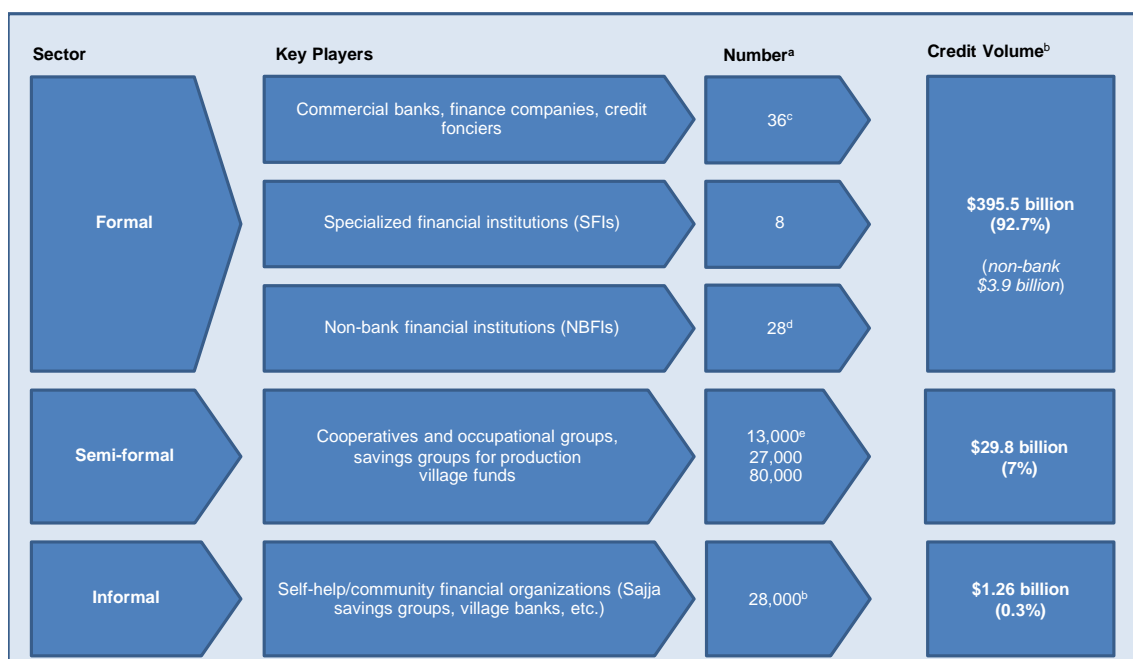 Sector
Key Players
Numberᵃ
Credit Volumeᵇ
Formal
Commercial banks, finance companies, credit
fonciers
36ᶜ
Specialized financial institutions (SFIs)
8
Non-bank financial institutions (NBFIs)
28ᵈ
$395.5 billion
(92.7%)
(non-bank
$3.9 billion)
Semi-formal
Cooperatives and occupational groups,
savings groups for production
village funds
13,000ᵉ
27,000
80,000
$29.8 billion
(7%)
Informal
Self-help/community financial organizations (Sajja
savings groups, village banks, etc.)
28,000ᵇ
$1.26 billion
(0.3%)